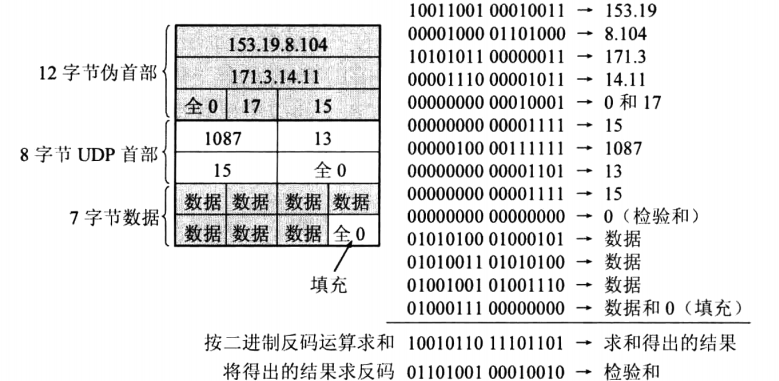 10011001 00010011 → 153.19
00001000 01101000 → 8.104
10101011 00000011 → 171.3
00001110 00001011 → 14.11
00000000 00010001 → 0 和 17
00000000 00001111 → 15
00000100 00111111 → 1087
00000000 00001101 → 13
00000000 00001111 → 15
00000000 00000000 → 0（检验和）
01010100 01000101 → 数据
01010011 01010100 → 数据
01001001 01001110 → 数据
01000111 00000000 → 数据和 0（填充）
12 字节伪首部
153.19.8.104
171.3.14.11
全 0 17 15
8 字节 UDP 首部
1087 13
15 全 0
7 字节数据
数据 数据 数据 数据
数据 数据 数据 全 0
填充
按二进制反码运算求和 10010110 11101101 → 求和得出的结果
将得出的结果求反码 01101001 00010010 → 检验和